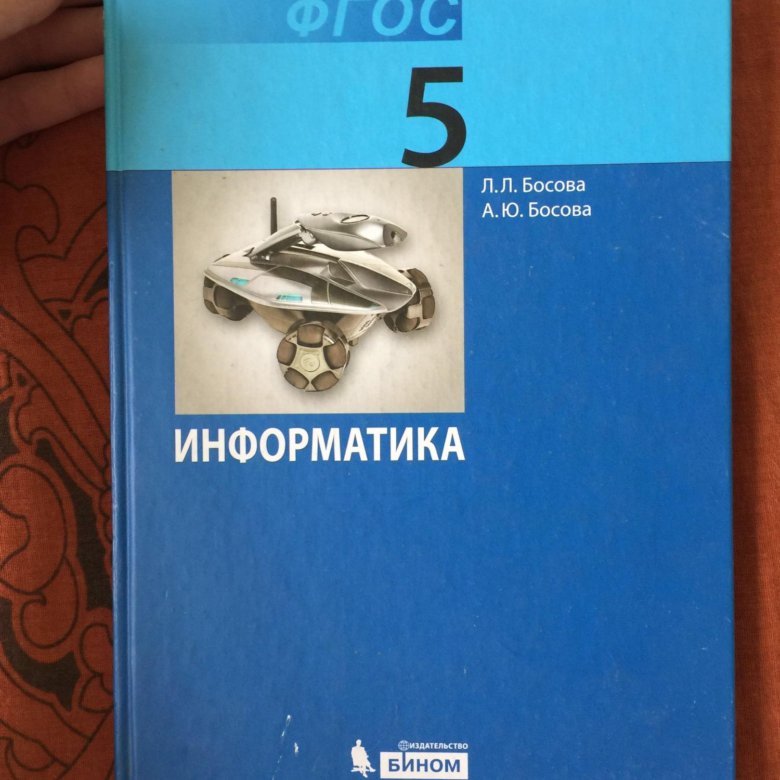 ФГОС
5
Л.Л. Босова
А.Ю. Босова
ИНФОРМАТИКА
ИЗДАТЕЛЬСТВО
БИНОМ